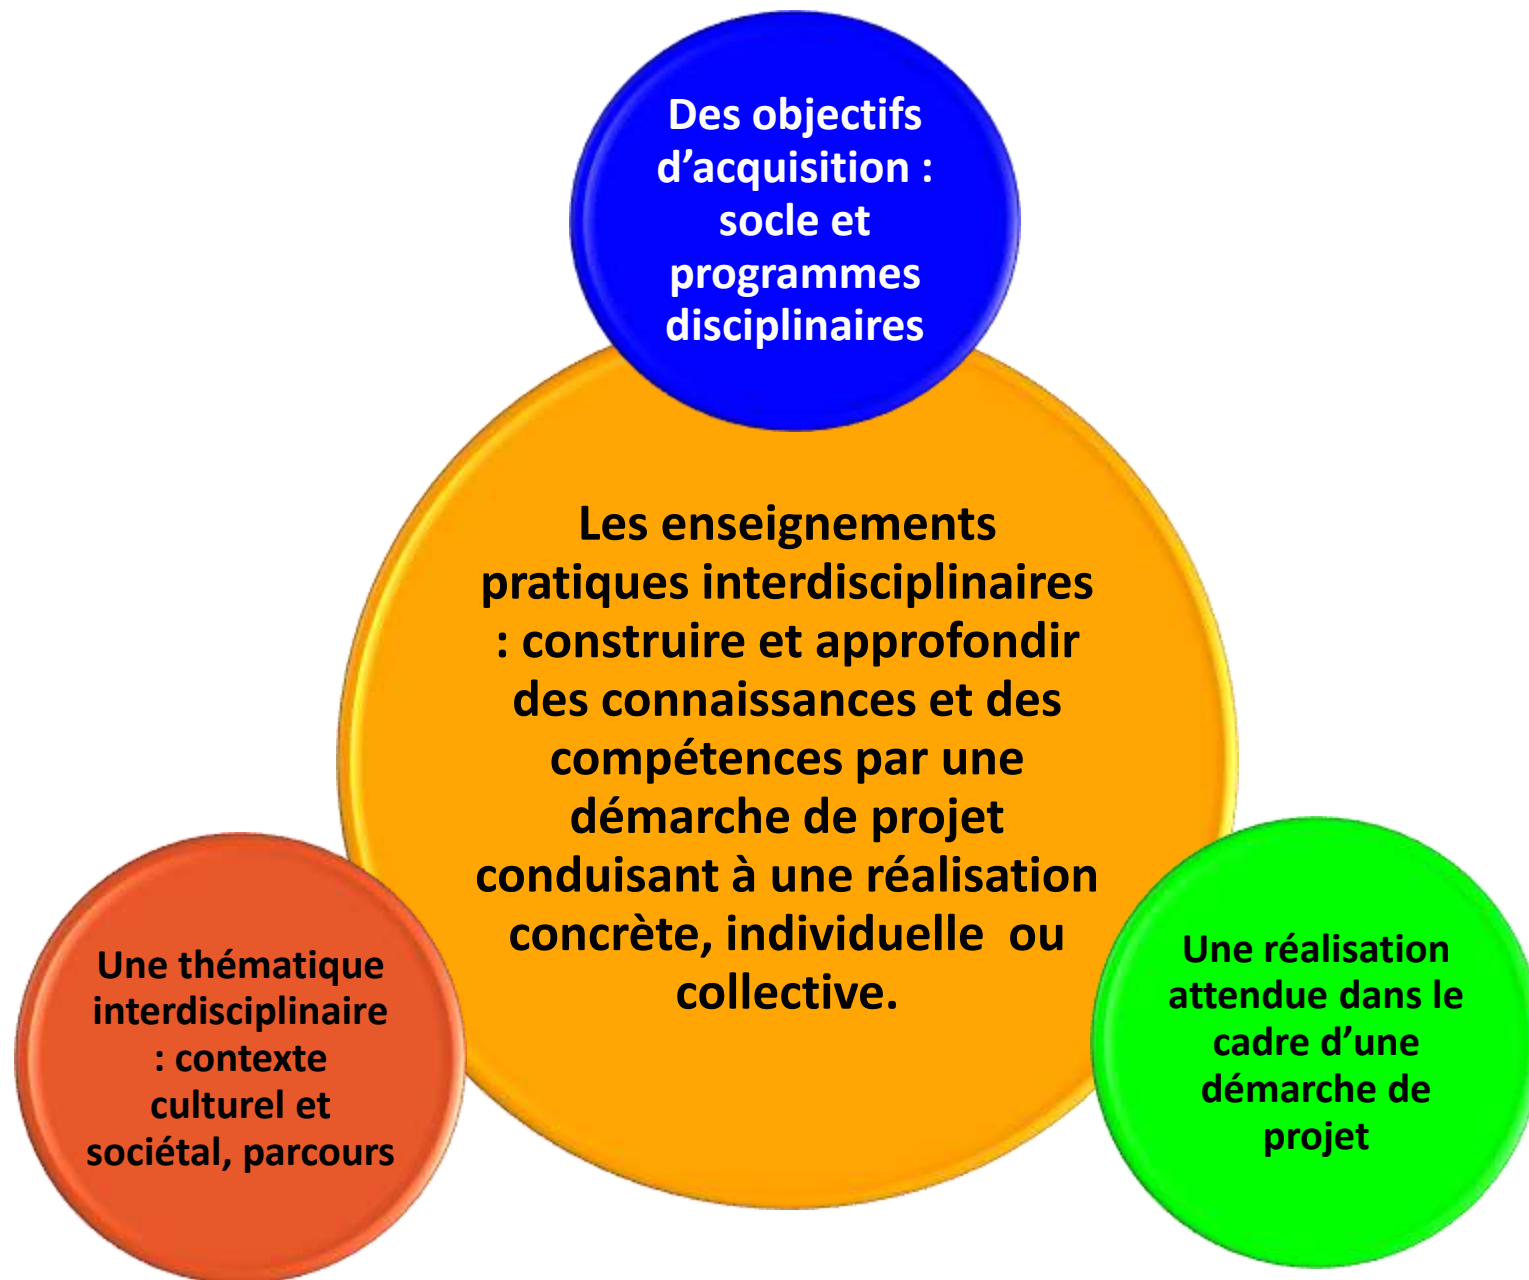 Des objectifs
d’acquisition :
socle et
programmes
disciplinaires
Les enseignements
pratiques interdisciplinaires
: construire et approfondir
des connaissances et des
compétences par une
démarche de projet
conduisant à une réalisation
concrète, individuelle  ou
collective.
Une thématique
interdisciplinaire
: contexte
culturel et
sociétal, parcours
Une réalisation
attendue dans le
cadre d’une
démarche de
projet